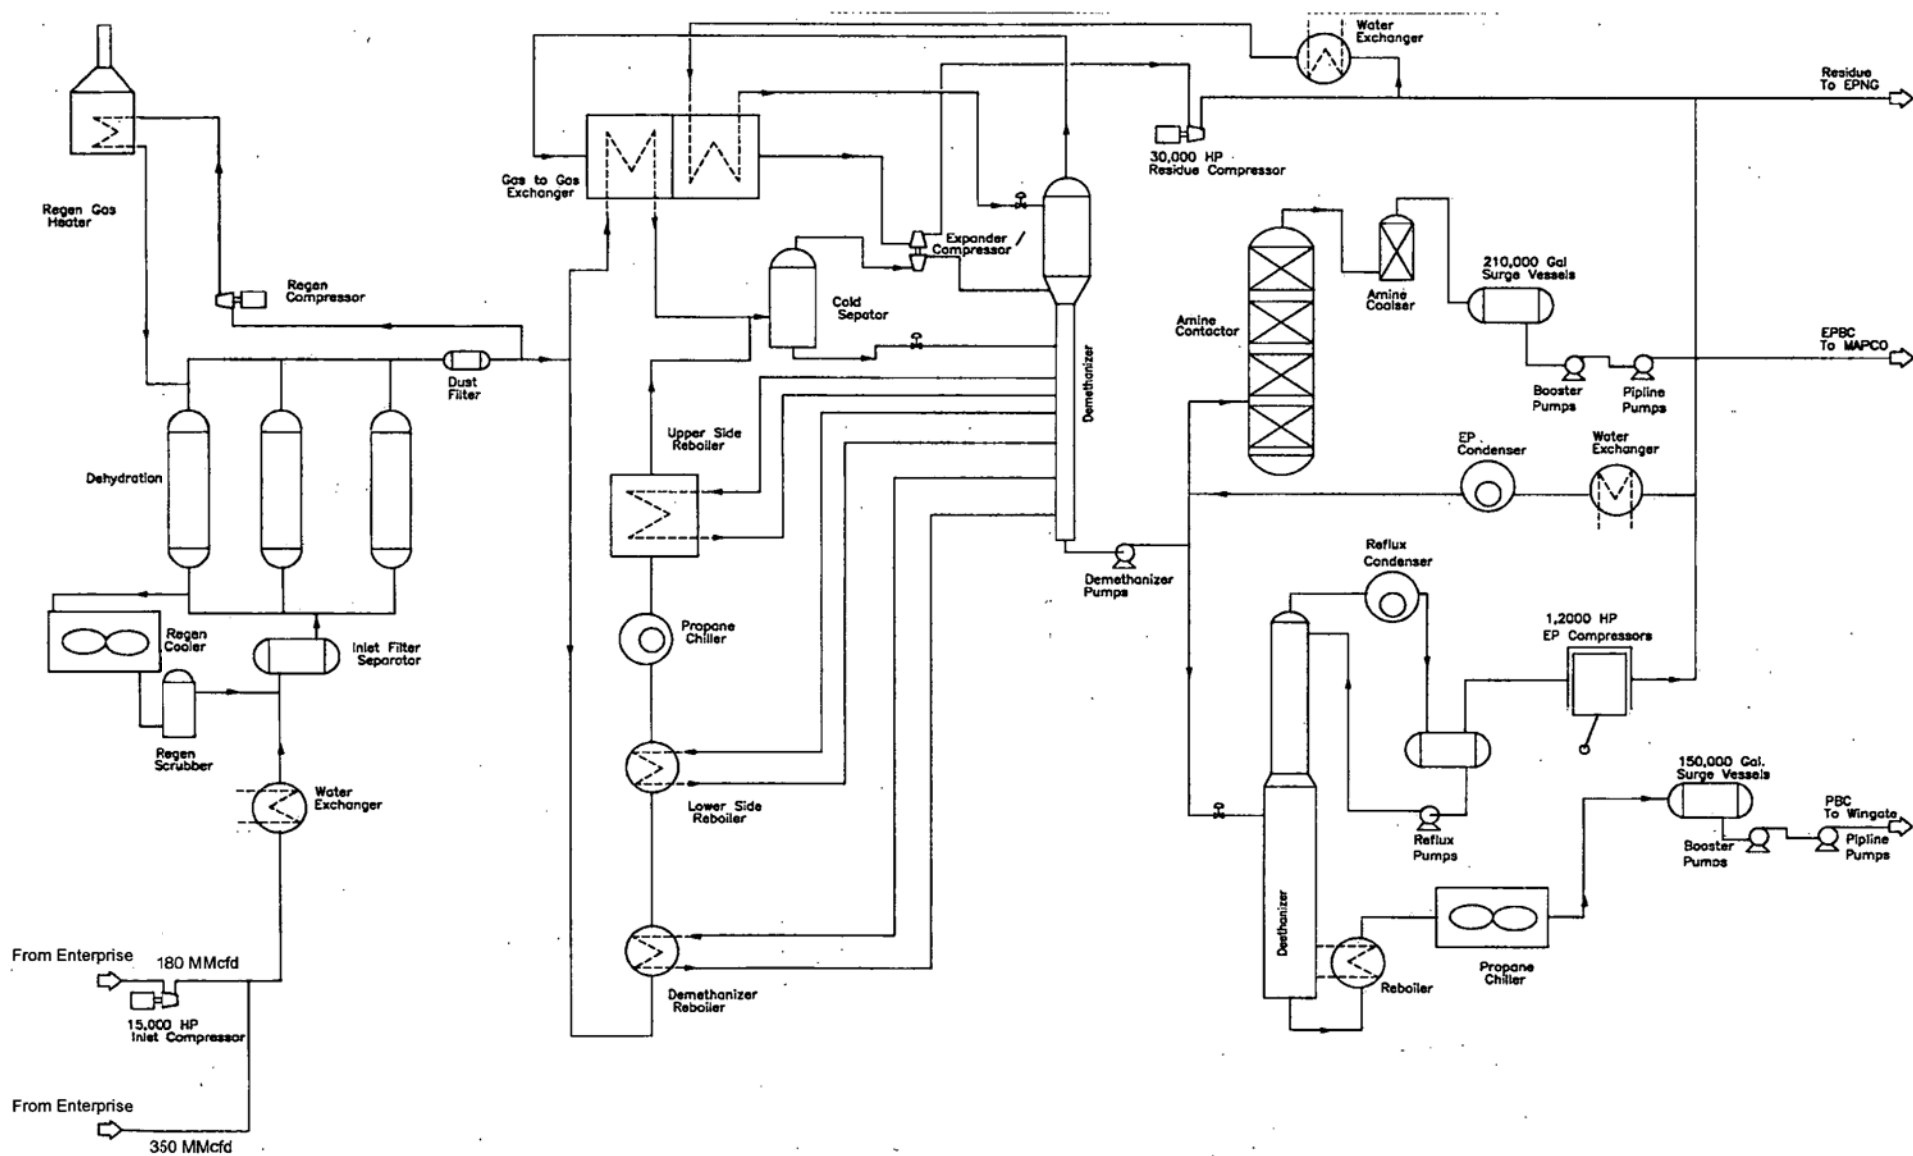 Water
Exchanger
Residue
To EPNG
30,000 HP
Residue Compressor
Gas to Gas
Exchanger
Regen Gas
Heater
Expander
Compressor
Regen
Compressor
Cold
Sepator
Amine
Contactor
Amine
Coalser
210,000 Gal
Surge Vessels
EPBC
To MAPCO
Booster
Pumps
Pipline
Pumps
Dust
Filter
Demethanizer
Upper Side
Reboiler
Dehydration
EP
Condenser
Water
Exchanger
Reflux
Condenser
Demethanizer
Pumps
Regen
Cooler
Inlet Filter
Separator
Propane
Chiller
1,2000 HP
EP Compressors
Regen
Scrubber
Water
Exchanger
Lower Side
Reboiler
150,000 Gal.
Surge Vessels
PBC
To Wingate
Reflux
Pumps
Booster
Pumps
Pipline
Pumps
Deethanizer
From Enterprise
180 MMcfd
15,000 HP
Inlet Compressor
Demethanizer
Reboiler
Reboiler
Propane
Chiller
From Enterprise
350 MMcfd